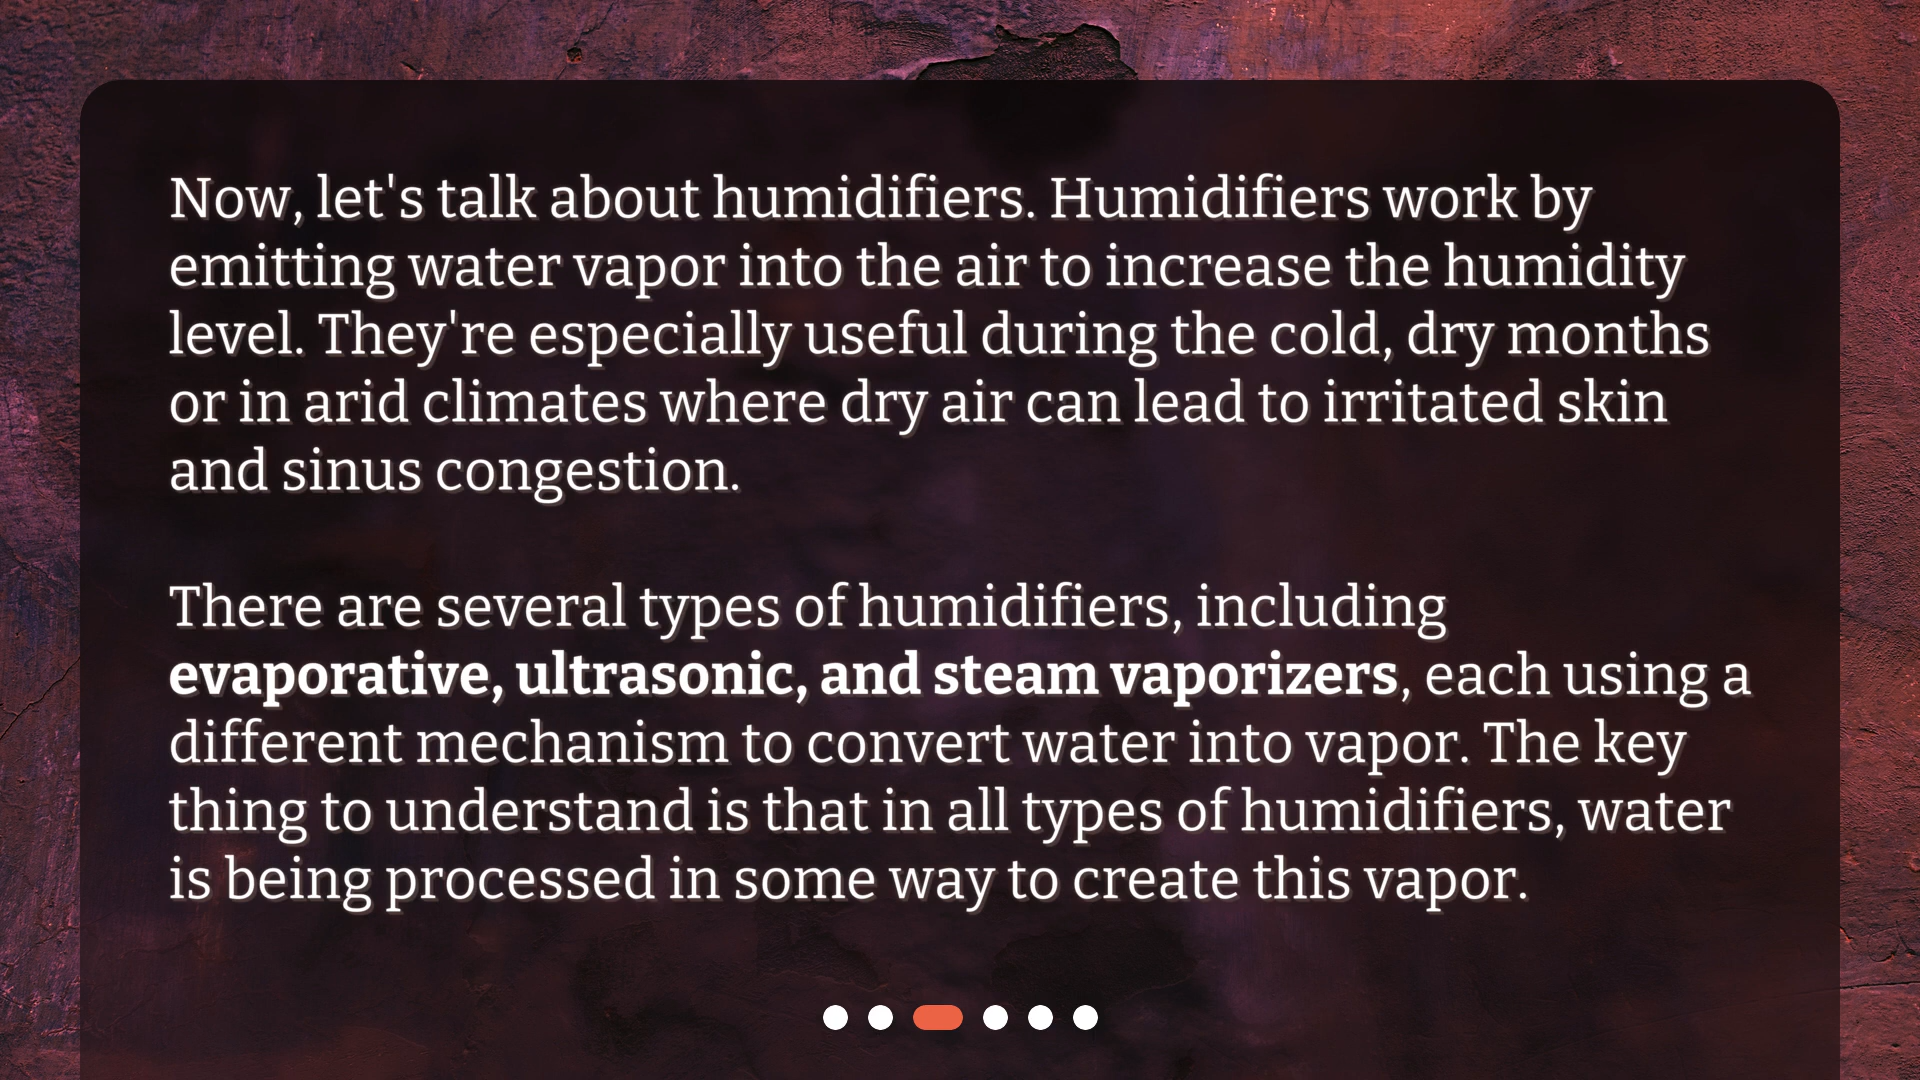 Now, let's talk about humidifiers. Humidifiers work by
emitting water vapor into the air to increase the humidity
level. They're especially useful during the cold, dry months
or in arid climates where dry air can lead to irritated skin
and sinus congestion.
There are several types of humidifiers, including
evaporative, ultrasonic, and steam vaporizers, each using a
different mechanism to convert water into vapor. The key
thing to understand is that in all types of humidifiers, water
is being processed in some way to create this vapor.